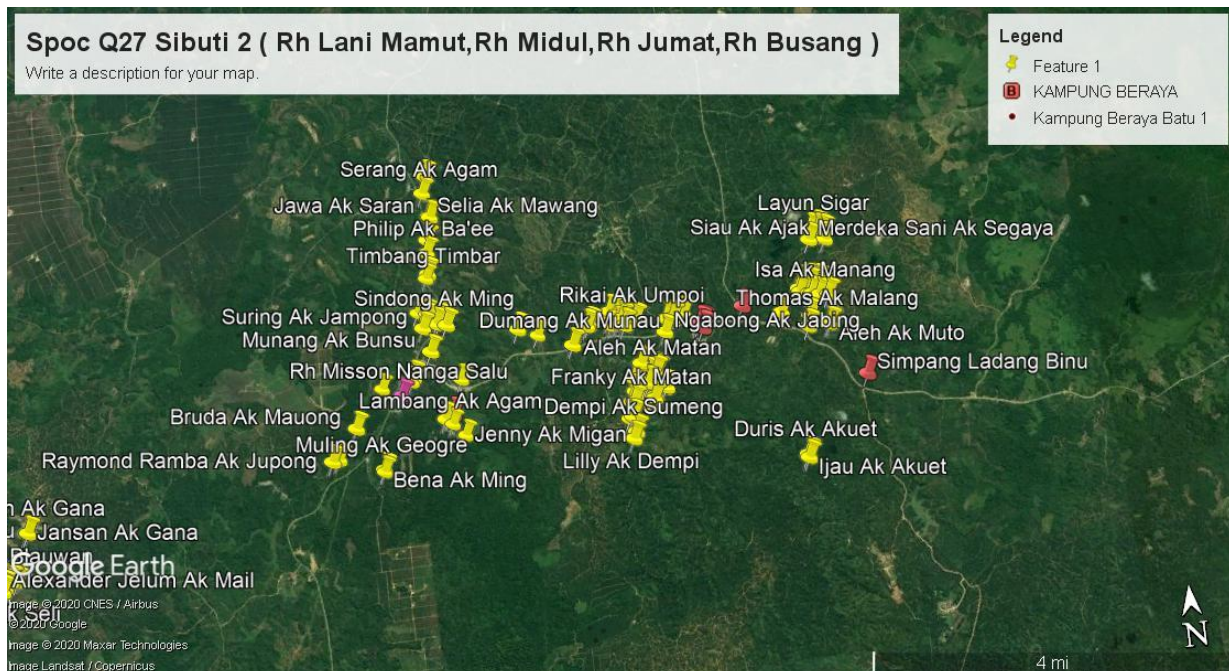 Spoc Q27 Sibuti 2 ( Rh Lani Mamut,Rh Midul,Rh Jumat,Rh Busang )
Write a description for your map.
Legend
Feature 1
B KAMPUNG BERAYA
Kampung Beraya Batu 1
Serang Ak Agam
Jawa Ak Saran
Selia Ak Mawang
Layun Sigar
Philip Ak Ba'ee
Siau Ak Ajak
Merdeka Sani Ak Segaya
Timbang Timbar
Isa Ak Manang
Sindong Ak Ming
Rikai Ak Umpoi
Thomas Ak Malang
Suring Ak Jampong
Dumang Ak Munau
Ngabong Ak Jabing
Munang Ak Bunsu
Aleh Ak Matan
Aleh Ak Muto
Rh Misson Nanga Salu
Franky Ak Matan
Simpang Ladang Binu
Lambang Ak Agam
Dempi Ak Sumeng
Bruda Ak Mauong
Muling Ak Geogre
Jenny Ak Migan
Duris Ak Akuet
Raymond Ramba Ak Jupong
Lilly Ak Dempi
Ijau Ak Akuet
Bena Ak Ming
Ak Gana
Jansan Ak Gana
Google Earth
Alexander Jelum Ak Mail
Image © 2020 CNES / Airbus
k Seli
© 2020 Google
Image © 2020 Maxar Technologies
Image Landsat / Copernicus
N
4 mi